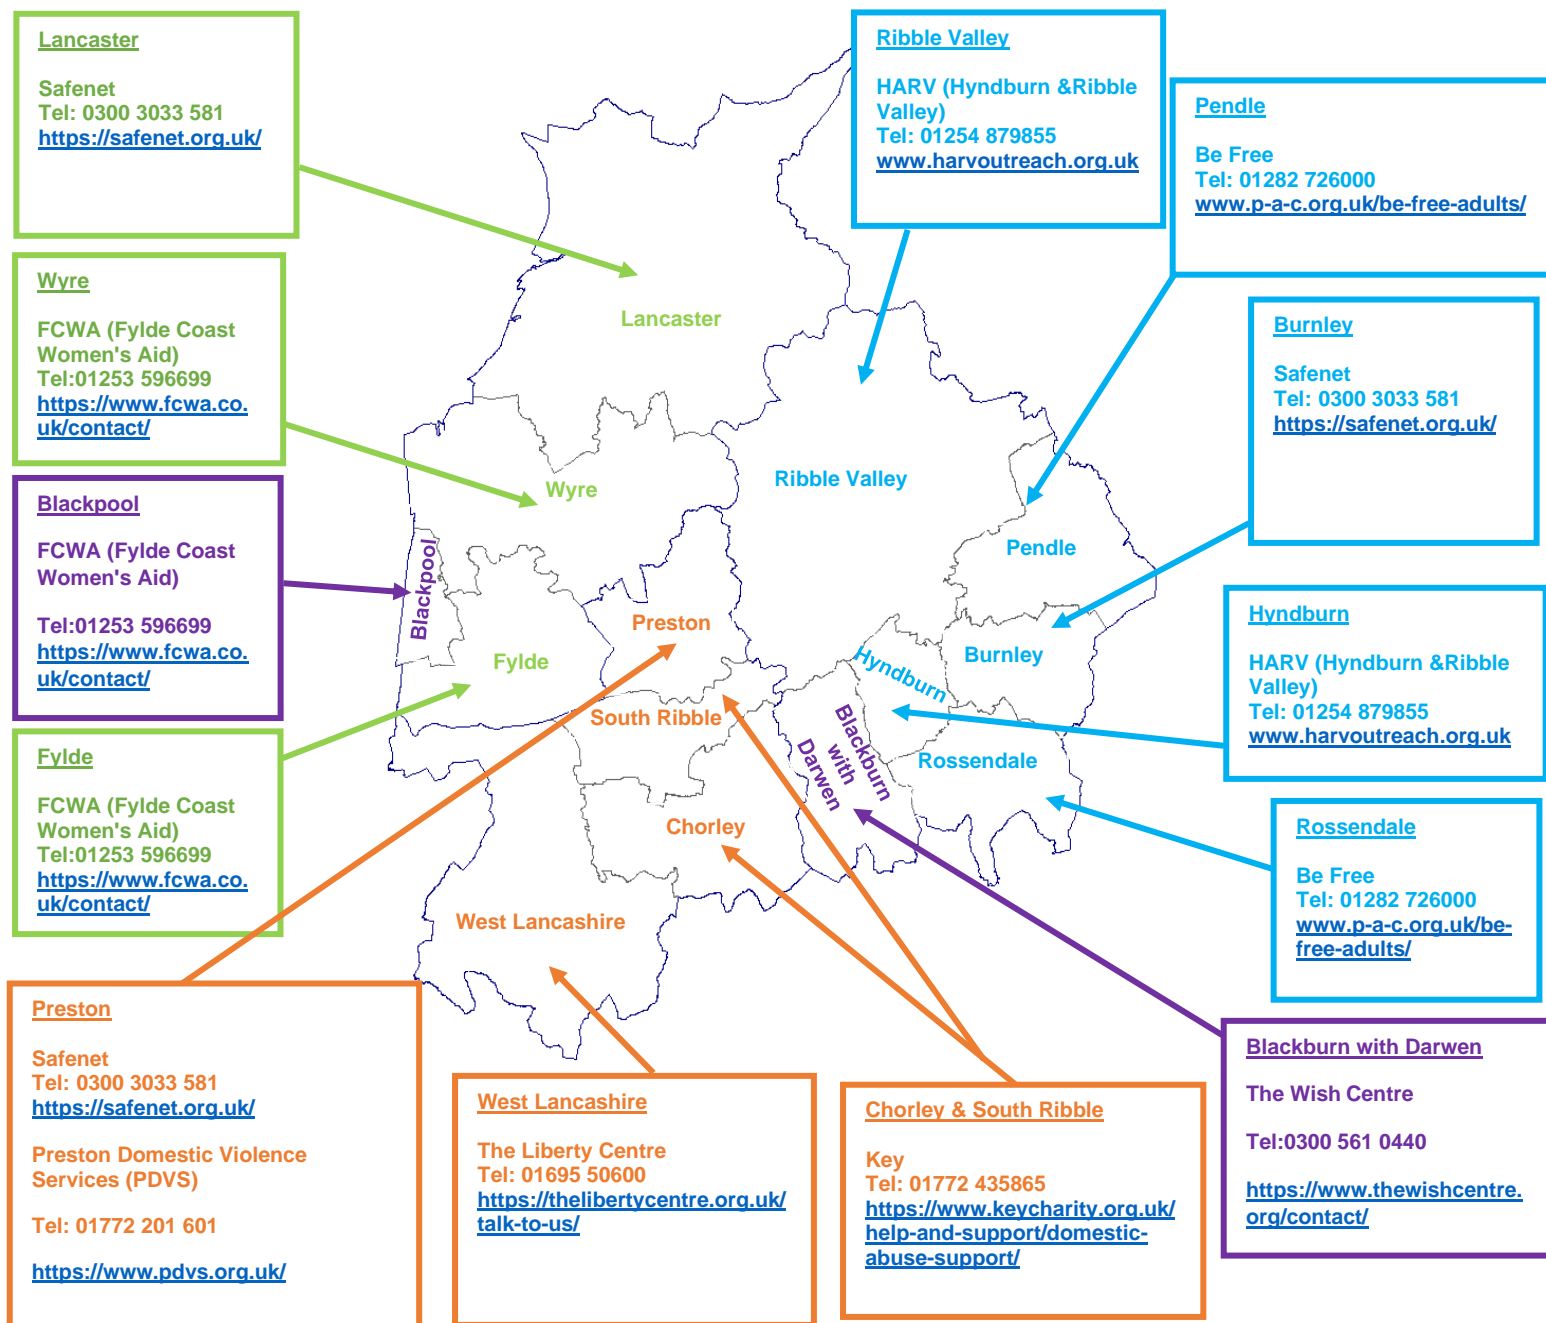 Lancaster
Safenet
Tel: 0300 3033 581
https://safenet.org.uk/
Wyre
FCWA (Fylde Coast
Women's Aid)
Tel:01253 596699
https://www.fcwa.co.
uk/contact/
Blackpool
FCWA (Fylde Coast
Women's Aid)
Tel:01253 596699
https://www.fcwa.co.
uk/contact/
Fylde
FCWA (Fylde Coast
Women's Aid)
Tel:01253 596699
https://www.fcwa.co.
uk/contact/
Preston
Safenet
Tel: 0300 3033 581
https://safenet.org.uk/
Preston Domestic Violence
Services (PDVS)
Tel: 01772 201 601
https://www.pdvs.org.uk/
West Lancashire
The Liberty Centre
Tel: 01695 50600
https://thelibertycentre.org.uk/
talk-to-us/
Chorley & South Ribble
Key
Tel: 01772 435865
https://www.keycharity.org.uk/
help-and-support/domestic-
abuse-support/
Ribble Valley
HARV (Hyndburn &Ribble
Valley)
Tel: 01254 879855
www.harvoutreach.org.uk
Pendle
Be Free
Tel: 01282 726000
www.p-a-c.org.uk/be-free-adults/
Burnley
Safenet
Tel: 0300 3033 581
https://safenet.org.uk/
Hyndburn
HARV (Hyndburn &Ribble
Valley)
Tel: 01254 879855
www.harvoutreach.org.uk
Rossendale
Be Free
Tel: 01282 726000
www.p-a-c.org.uk/be-
free-adults/
Blackburn with Darwen
The Wish Centre
Tel:0300 561 0440
https://www.thewishcentre.
org/contact/
Lancaster
Wyre
Ribble Valley
Blackpool
Pendle
Preston
Fylde
Burnley
Hyndburn
South Ribble
Blackburn
with
Darwen
Rossendale
Chorley
West Lancashire